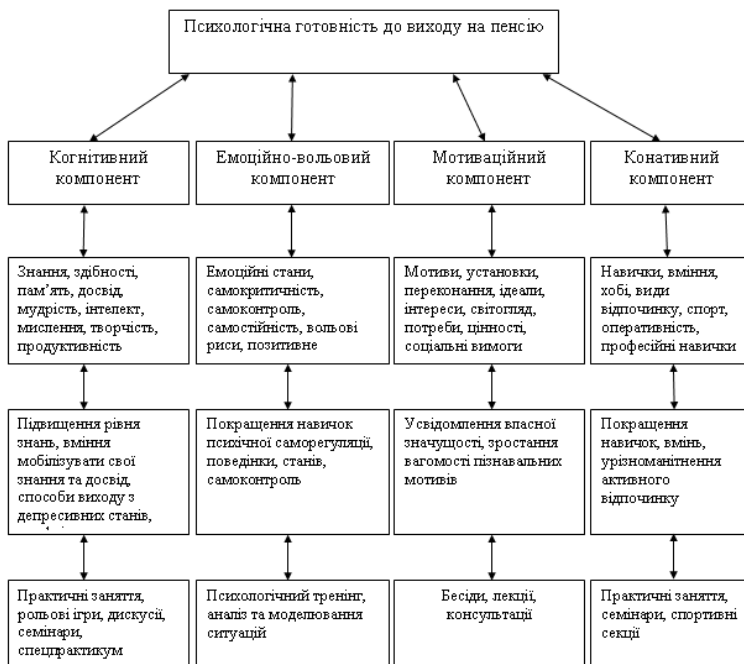 Психологічна готовність до виходу на пенсію
Когнітивний
компонент
Емоційно-вольовий
компонент
Мотиваційний
компонент
Конативний
компонент
Знання, здібності,
пам’ять, досвід,
мудрість, інтелект,
мислення, творчість,
продуктивність
Емоційні стани,
самокритичність,
самоконтроль,
самостійність, вольові
риси, позитивне
Мотиви, установки,
переконання, ідеали,
інтереси, світогляд,
потреби, цінності,
соціальні вимоги
Навички, вміння,
хобі, види
відпочинку, спорт,
оперативність,
професійні навички
Підвищення рівня
знань, вміння
мобілізувати свої
знання та досвід,
способи виходу з
депресивних станів,
Покращення навичок
психічної саморегуляції,
поведінки, станів,
самоконтроль
Усвідомлення власної
значущості, зростання
вагомості пізнавальних
мотивів
Покращення
навичок, вмінь,
урізноманітнення
активного
відпочинку
Практичні заняття,
рольові ігри, дискусії,
семінари,
спецпрактикум
Психологічний тренінг,
аналіз та моделювання
ситуацій
Бесіди, лекції,
консультації
Практичні заняття,
семінари, спортивні
секції